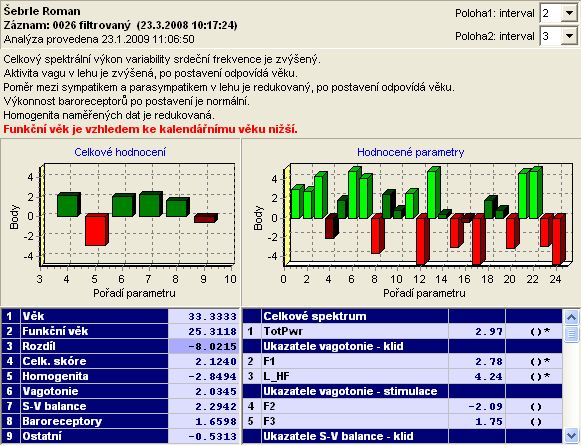 Šebrle Roman
Záznam: 0026 filtrovaný (23.3.2008 10:17:24)
Analýza provedena 23.1.2009 11:06:50
Poloha1: interval 2
Poloha2: interval 3
Celkový spektrální výkon variability srdeční frekvence je zvýšený.
Aktivita vagu v lehu je zvýšená, po postavení odpovídá věku.
Poměr mezi sympatikem a parasympatikem v lehu je redukovaný, po postavení odpovídá věku.
Výkonnost baroreceptorů po postavení je normální.
Homogenita naměřených dat je redukovaná.
Funkční věk je vzhledem ke kalendářnímu věku nižší.
Celkové hodnocení
Body
4
2
0
-2
-4
3 4 5 6 7 8 9 10
Pořadí parametru
Hodnocené parametry
Body
4
2
0
-2
-4
0 2 4 6 8 10 12 14 16 18 20 22 24
Pořadí parametru
1 Věk 33.3333
2 Funkční věk 25.3118
3 Rozdíl -8.0215
4 Celk. skóre 2.1240
5 Homogenita -2.8494
6 Vagotonie 2.0345
7 S-V balance 2.2942
8 Baroreceptory 1.6598
9 Ostatní -0.5313
Celkové spektrum
1 TotPwr 2.97 ()*
Ukazatele vagotonie - klid
2 F1 2.78 ()*
3 L_HF 4.24 ()*
Ukazatele vagotonie - stimulace
4 F2 -2.09 ()
5 F3 1.75 ()
Ukazatele S-V balance - klid